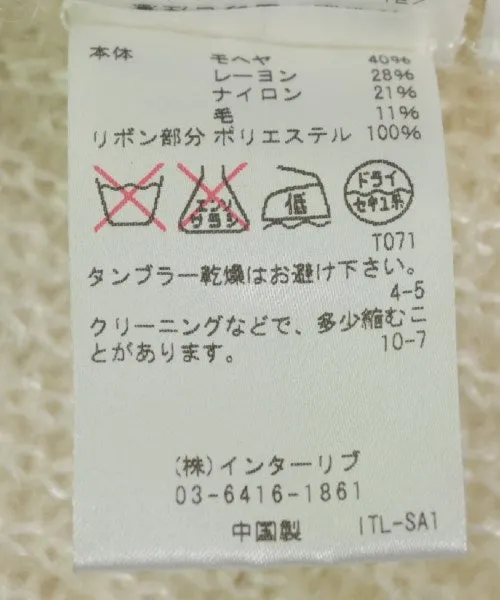 本体 モヘヤ 40%
レーヨン 28%
ナイロン 21%
毛 11%
リボン部分 ポリエステル 100%
エンソ
サラシ
低
ドライ
セキユ系
T071
タンブラー乾燥はお避け下さい。
4-5
クリーニングなどで、多少縮むこ
とがあります。 10-7
(株)インターリブ
03-6416-1861
中国製 ITL-SA1